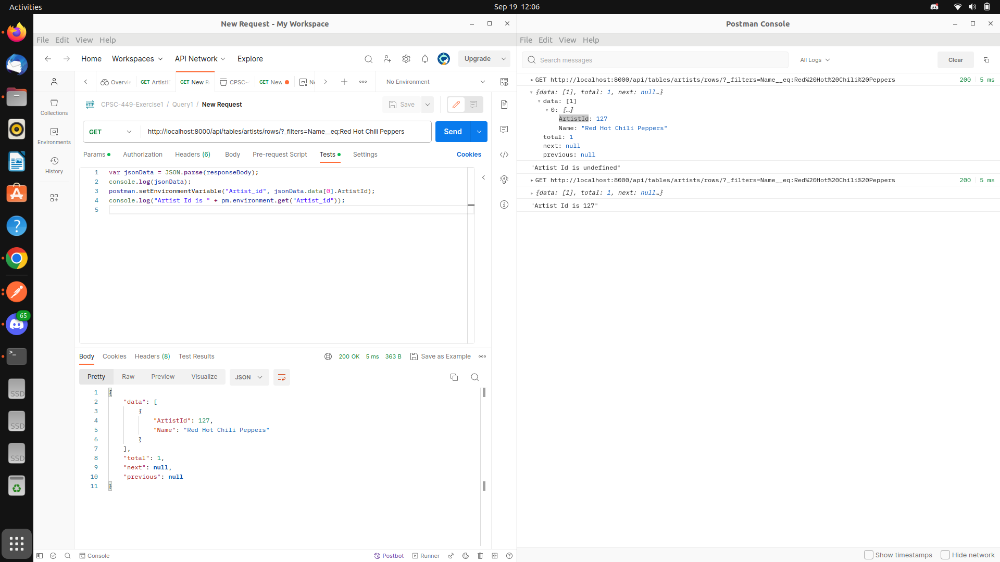 Activities
Sep 19 12:06
New Request - My Workspace
File Edit View Help
Home Workspaces API Network Explore
Upgrade
Overvi
GET ArtistI
GET New R
CPSC-
GET New
No Environment
Collections
Environments
History
HTTP CPSC-449-Exercise1 / Query1 / New Request
Save
GET http://localhost:8000/api/tables/artists/rows/?_filters=Name__eq:Red Hot Chili Peppers
Send
Params Authorization Headers (6) Body Pre-request Script Tests Settings Cookies
1 var jsonData = JSON.parse(responseBody);
2 console.log(jsonData);
3 postman.setEnvironmentVariable("Artist_id", jsonData.data[0].ArtistId);
4 console.log("Artist Id is " + pm.environment.get("Artist_id"));
5
Body Cookies Headers (8) Test Results 200 OK 5 ms 363 B Save as Example
Pretty Raw Preview Visualize JSON
1 {
2 "data": [
3 {
4 "ArtistId": 127,
5 "Name": "Red Hot Chili Peppers"
6 }
7 ],
8 "total": 1,
9 "next": null,
10 "previous": null
11 }
Console Postbot Runner
65
SSD
SSD
SSD
Postman Console
File Edit View Help
Search messages All Logs Clear
GET http://localhost:8000/api/tables/artists/rows/?_filters=Name__eq:Red%20Hot%20Chili%20Peppers 200 5 ms
{data: [1], total: 1, next: null…}
data: [1]
0: {…}
ArtistId: 127
Name: "Red Hot Chili Peppers"
total: 1
next: null
previous: null
"Artist Id is undefined"
GET http://localhost:8000/api/tables/artists/rows/?_filters=Name__eq:Red%20Hot%20Chili%20Peppers 200 5 ms
{data: [1], total: 1, next: null…}
"Artist Id is 127"
Show timestamps Hide network